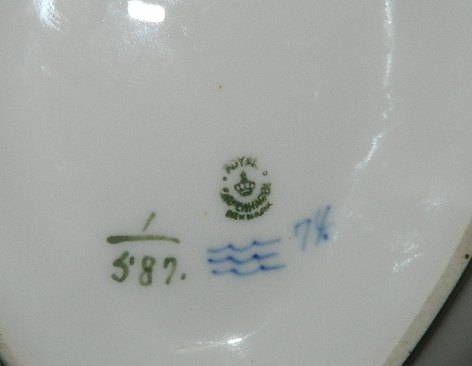 ROYAL
COPENHAGEN
DENMARK
1
587.